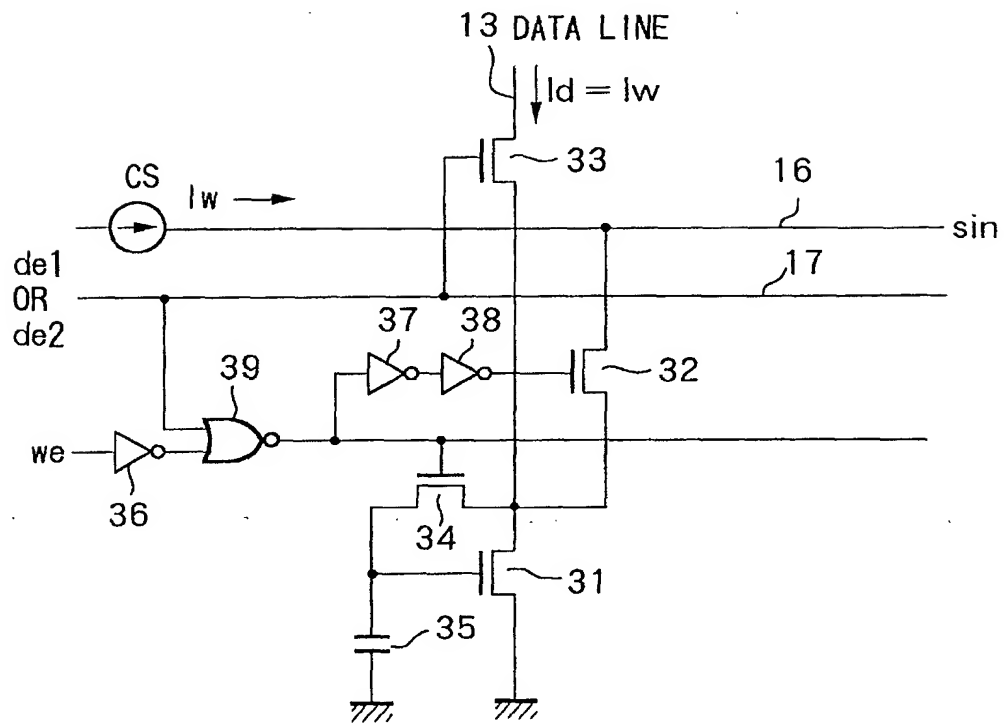 13 DATA LINE
Id = Iw
33
CS
Iw
16
sin
de1
OR
de2
17
37
38
32
39
we
36
34
31
35